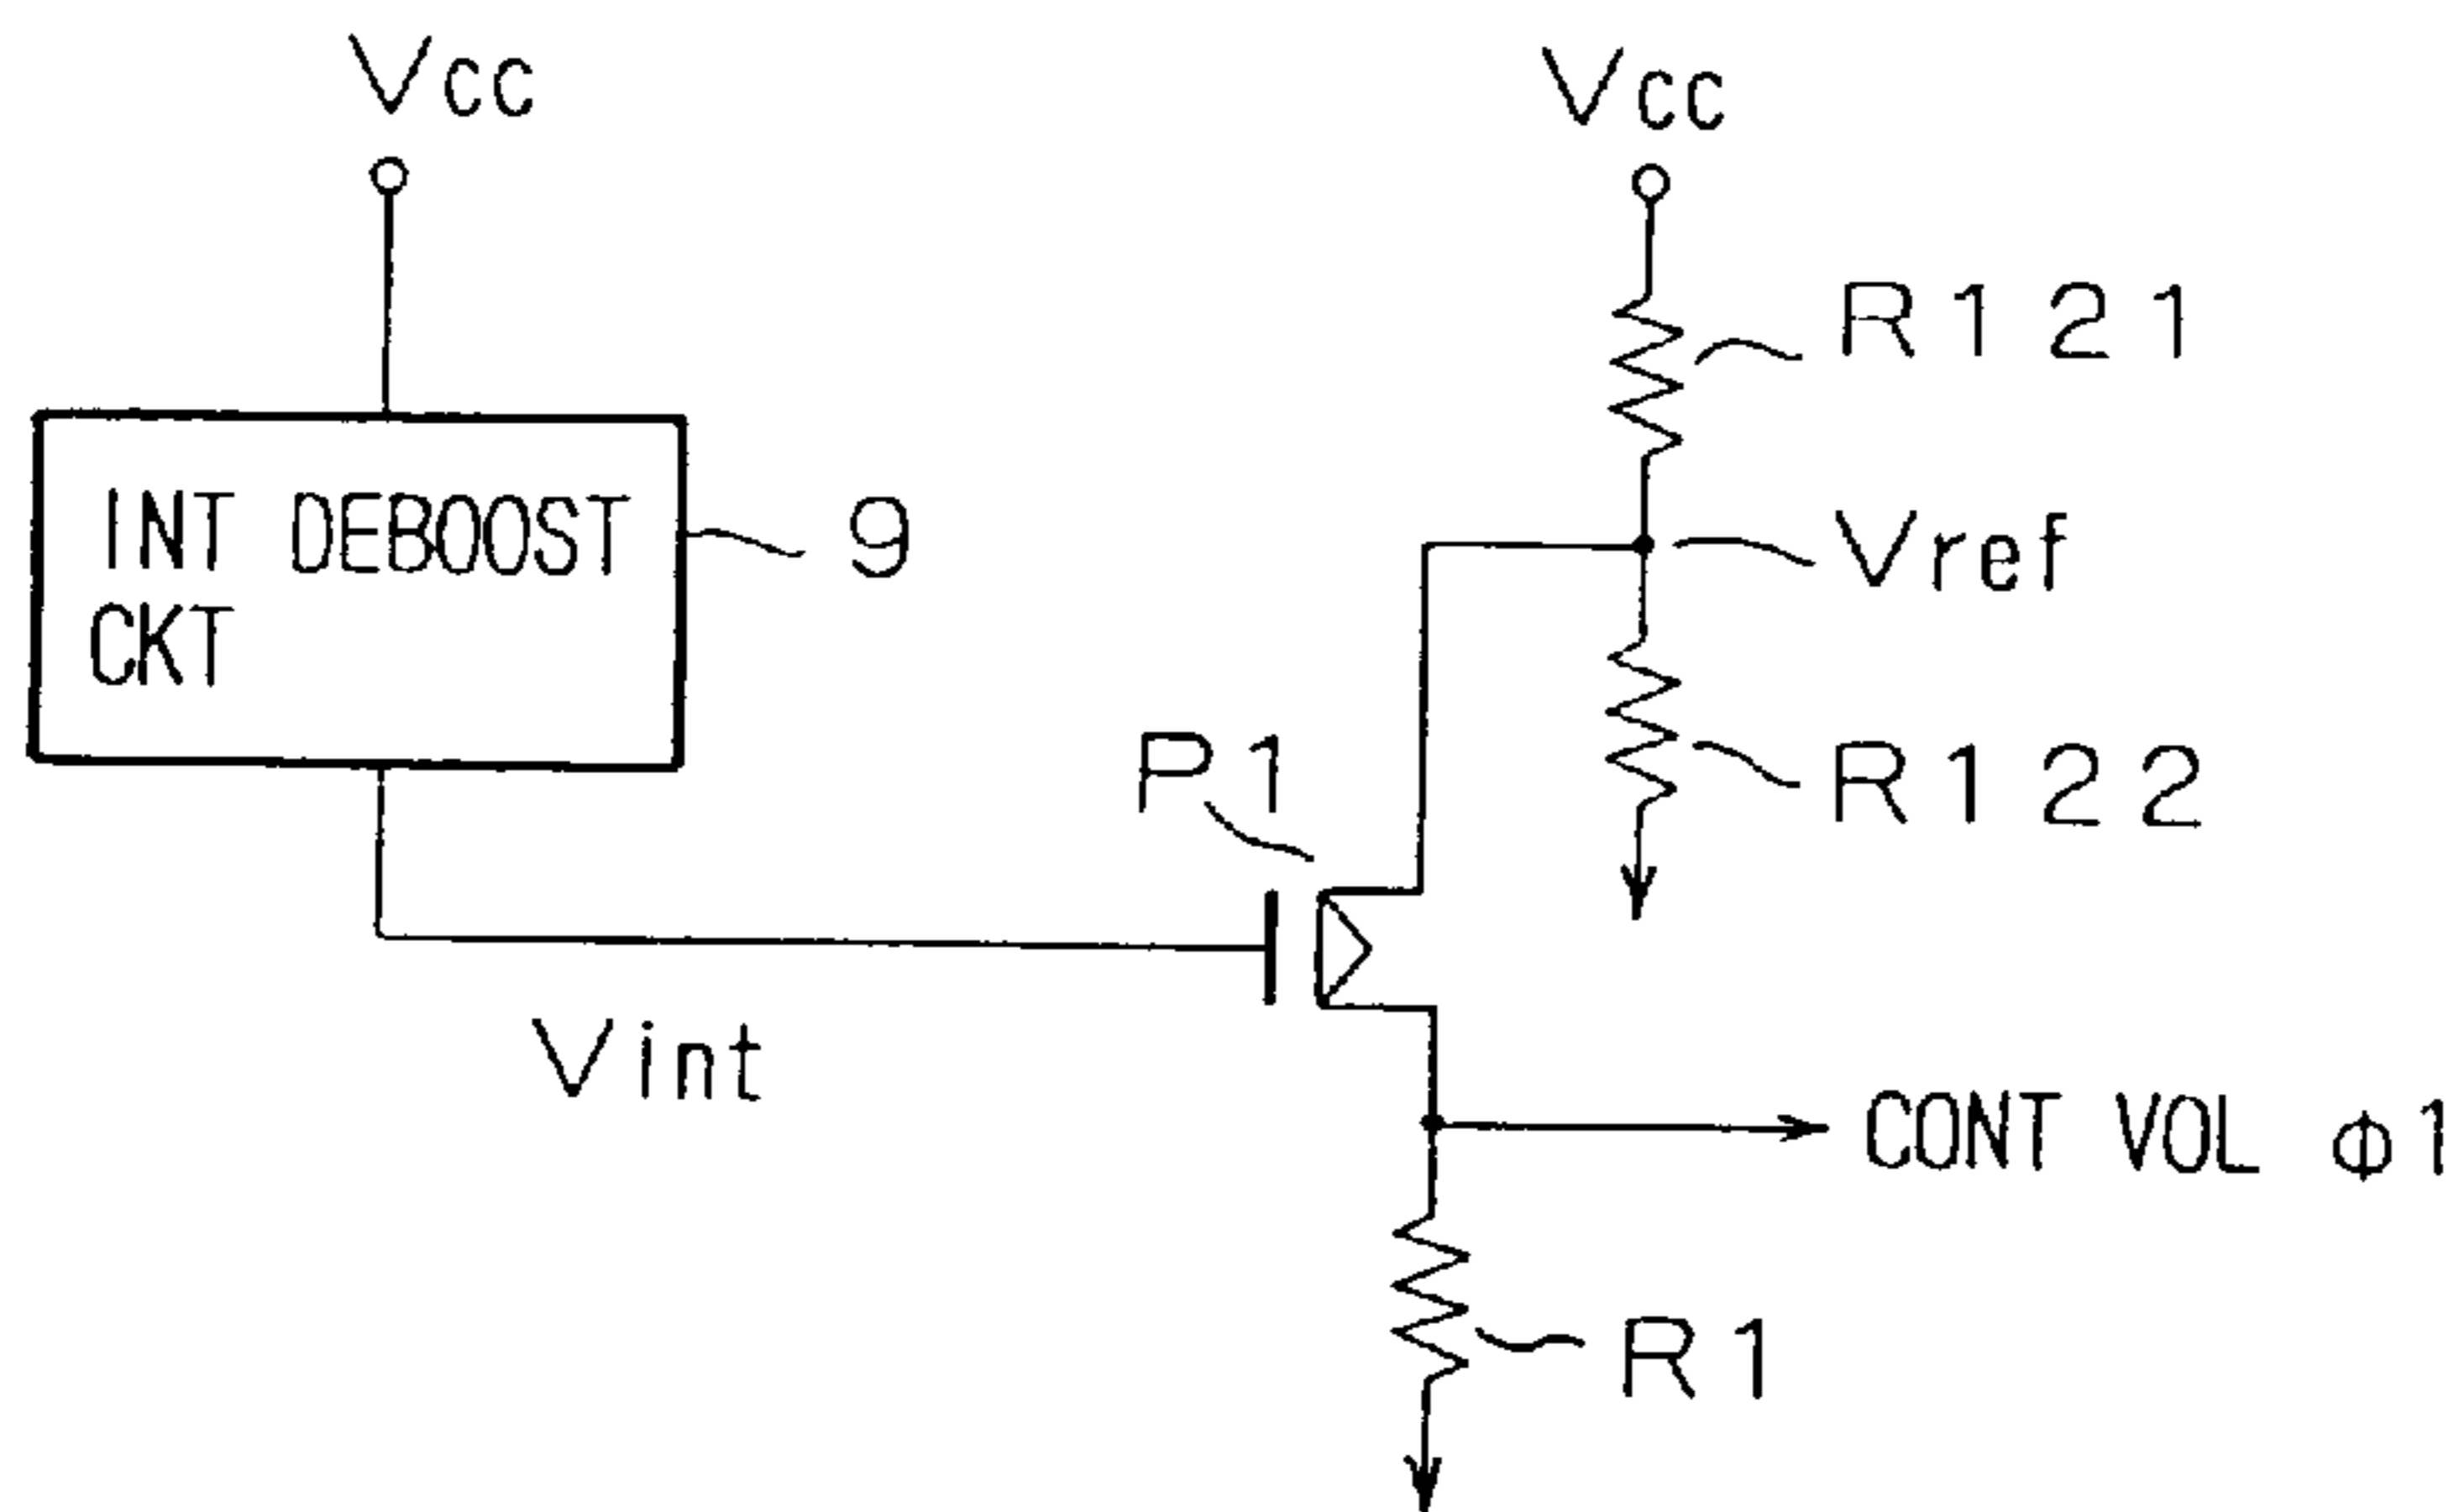 Vcc
Vcc
R121
INT DEBOOST
CKT
9
Vref
P1
R122
Vint
CONT VOL φ1
R1